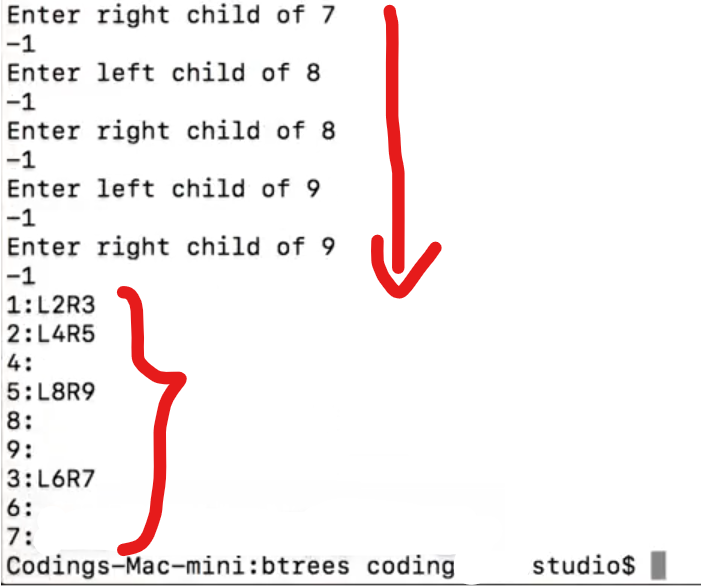 Enter right child of 7
-1
Enter left child of 8
-1
Enter right child of 8
-1
Enter left child of 9
-1
Enter right child of 9
-1
1:L2R3
2:L4R5
4:
5:L8R9
8:
9:
3:L6R7
6:
7:
Codings-Mac-mini:btrees coding studio$